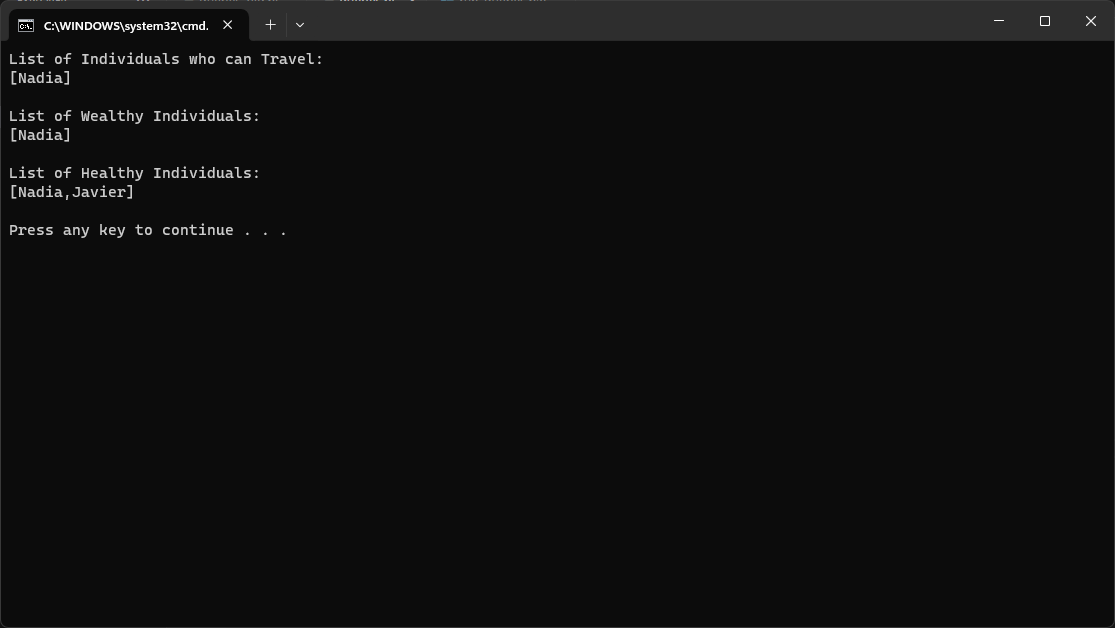 C:\WINDOWS\system32\cmd.
List of Individuals who can Travel:
[Nadia]
List of Wealthy Individuals:
[Nadia]
List of Healthy Individuals:
[Nadia,Javier]
Press any key to continue . . .